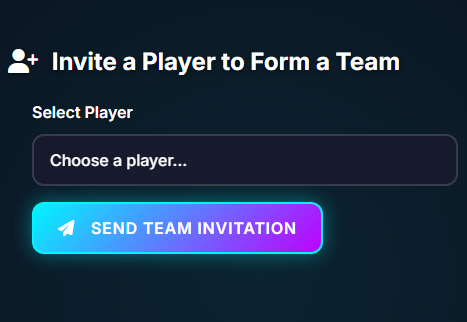 Invite a Player to Form a Team
Select Player
Choose a player...
SEND TEAM INVITATION